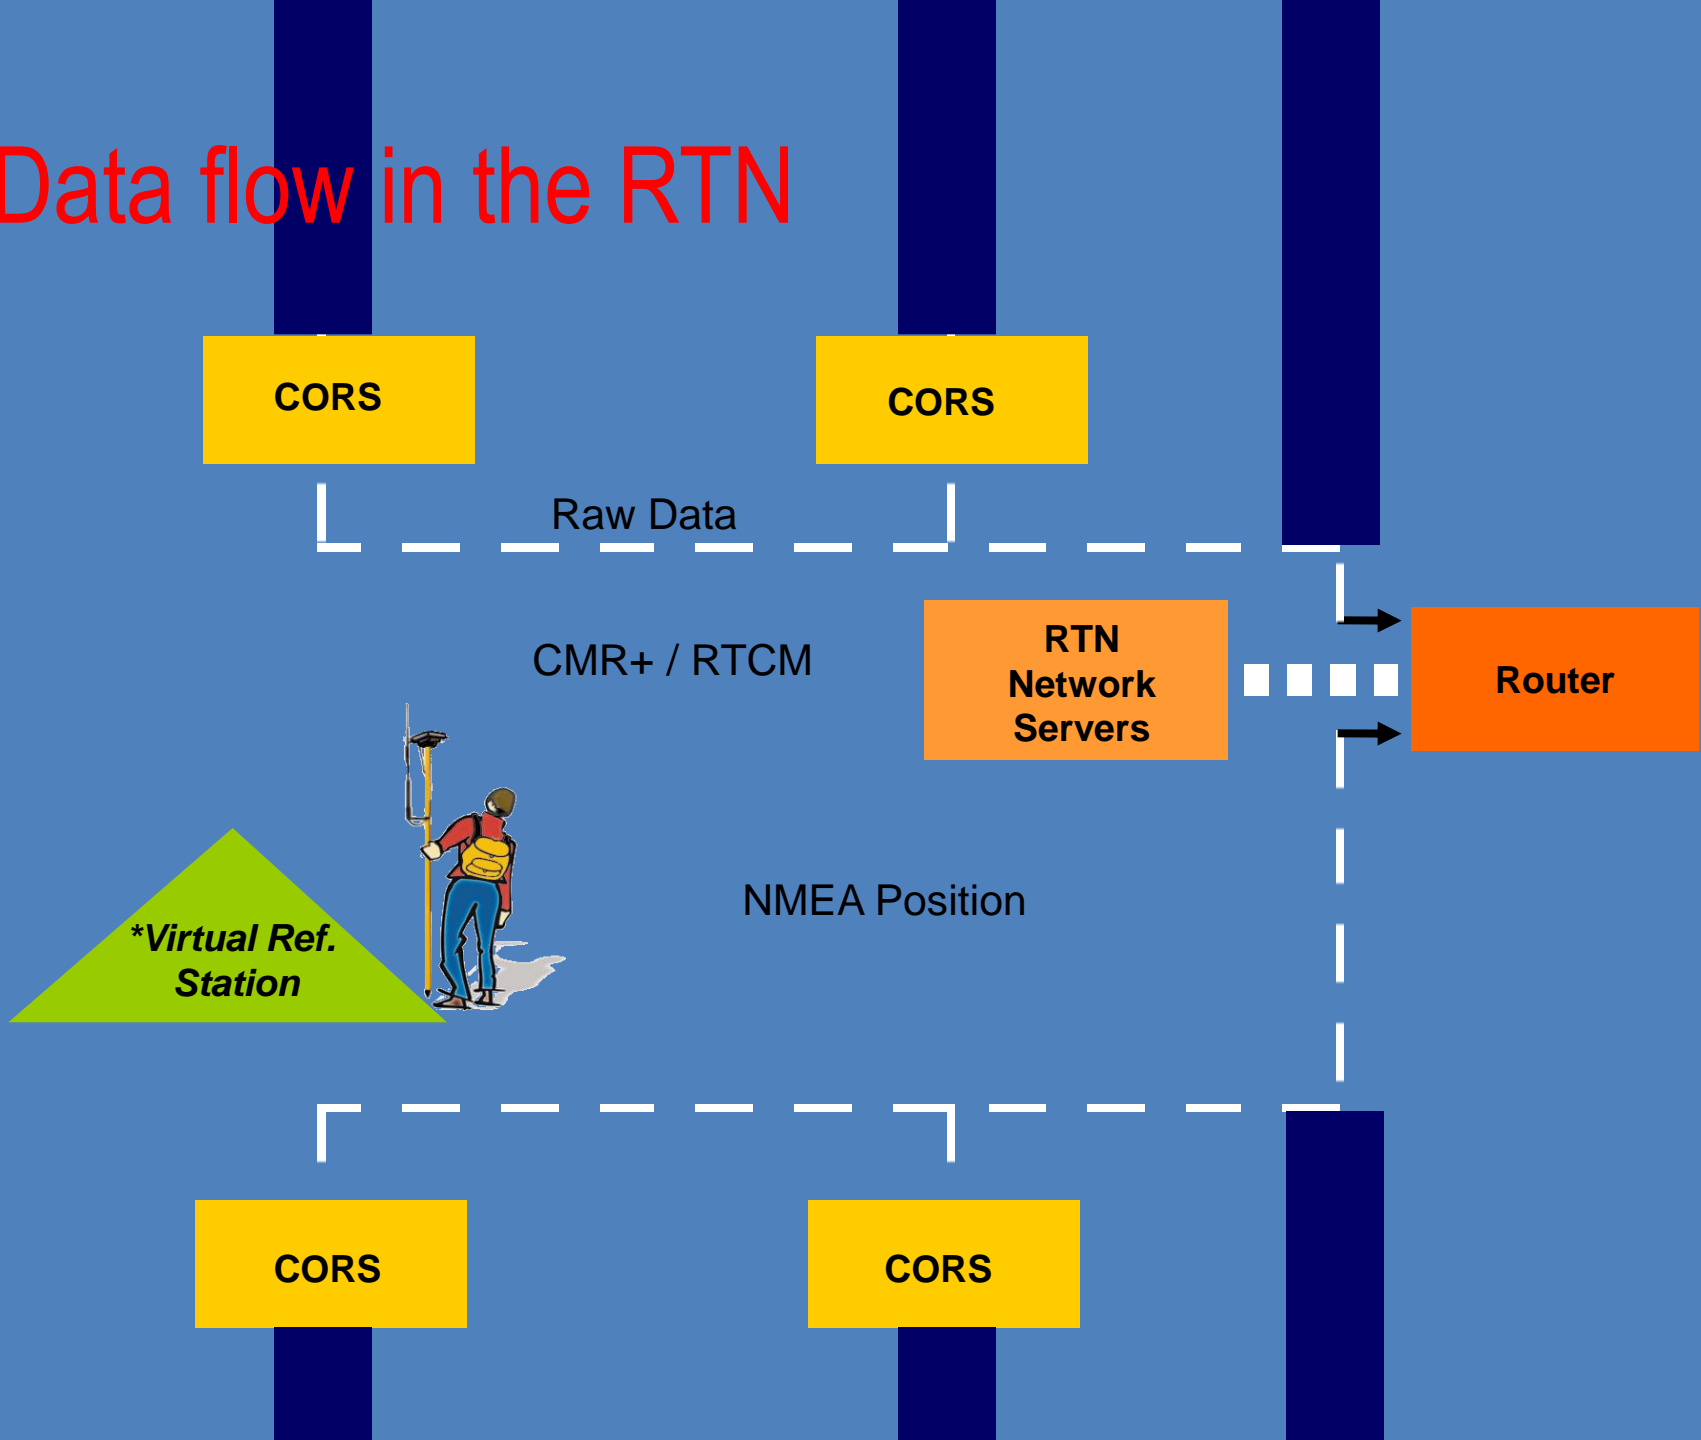 Data flow in the RTN
CORS
CORS
Raw Data
CMR+ / RTCM
RTN
Network
Servers
Router
NMEA Position
*Virtual Ref.
Station
CORS
CORS